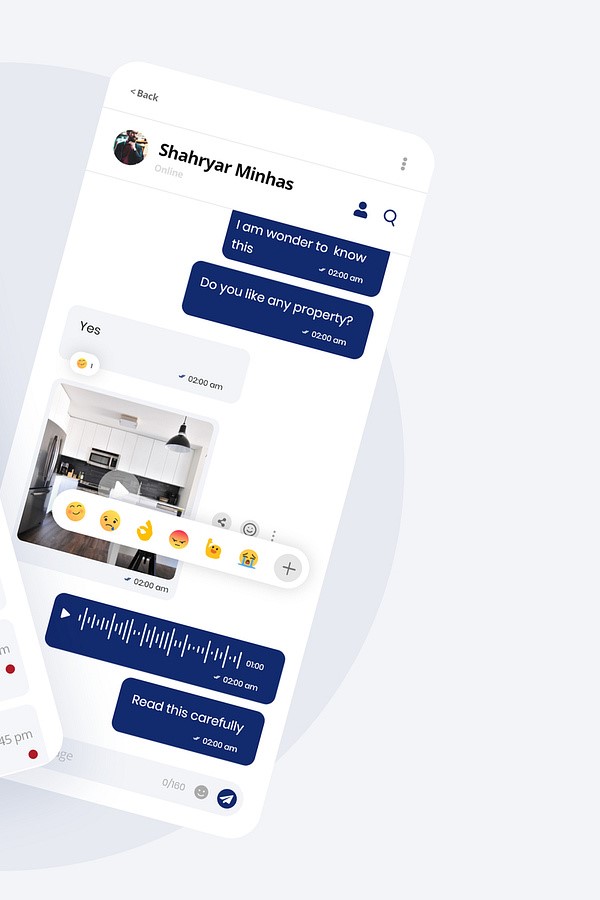 < Back
Shahryar Minhas
Online
I am wonder to know
this
02:00 am
Do you like any property?
02:00 am
Yes
1
02:00 am
02:00 am
01:00
02:00 am
Read this carefully
02:00 am
0/160
45 pm